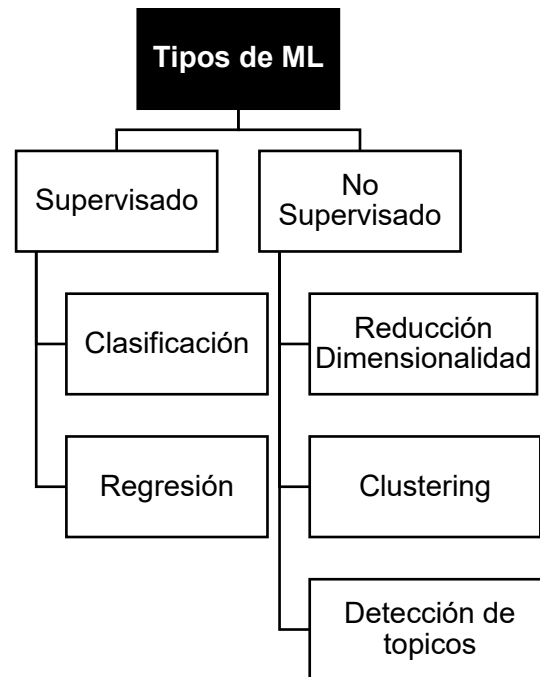 Tipos de ML
Supervisado
No
Supervisado
Clasificación
Reducción
Dimensionalidad
Regresión
Clustering
Detección de
topicos